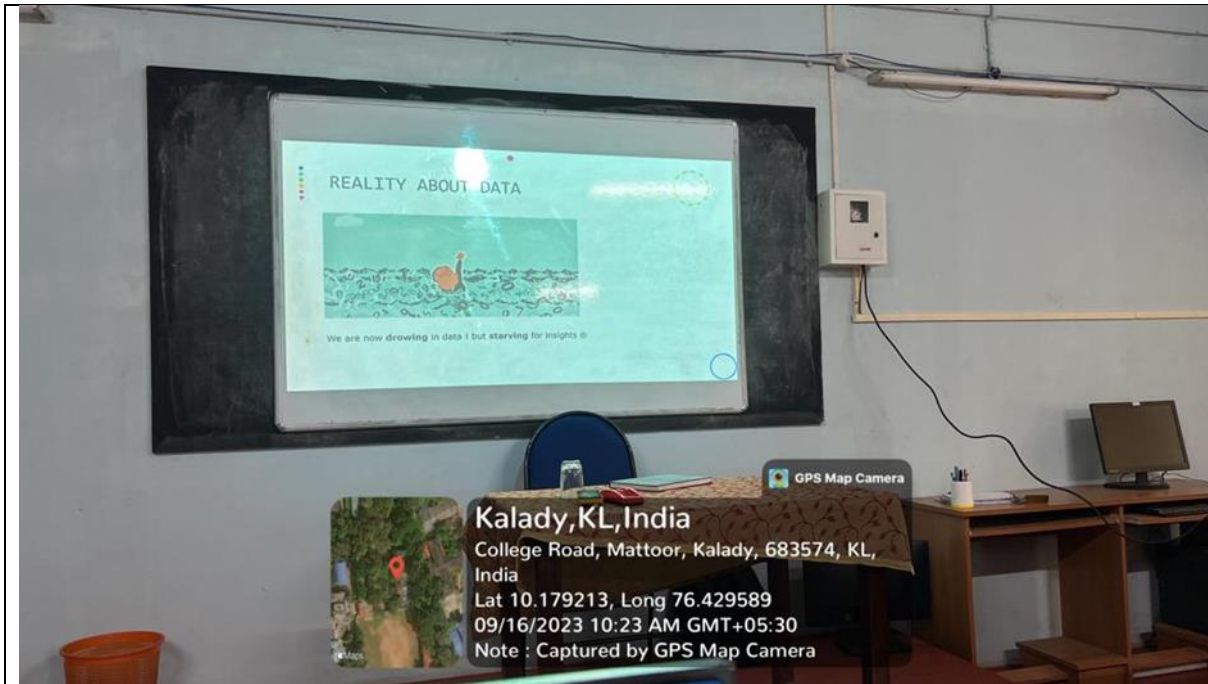 REALITY ABOUT DATA
We are now drowing in data ! but starving for insights
GPS Map Camera
Kalady,KL,India
College Road, Mattoor, Kalady, 683574, KL,
India
Lat 10.179213, Long 76.429589
09/16/2023 10:23 AM GMT+05:30
Note : Captured by GPS Map Camera
Maps